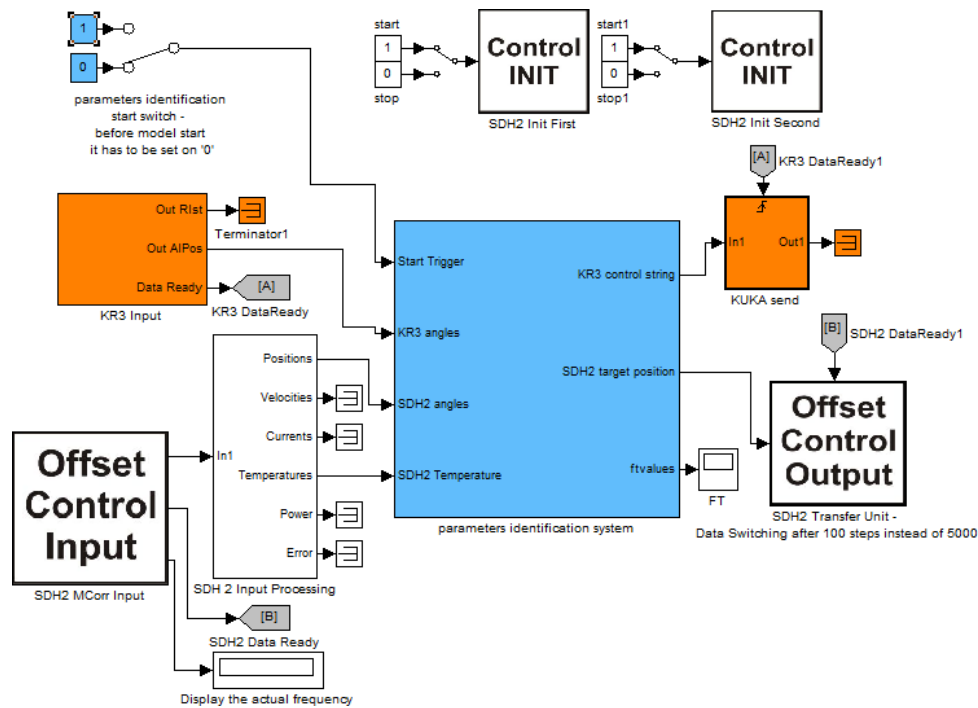 1
0
parameters identification
start switch -
before model start
it has to be set on '0'
start
1
0
stop
Control
INIT
SDH2 Init First
start1
1
0
stop1
Control
INIT
SDH2 Init Second
[A]
KR3 DataReady1
In1
Out1
KUKA send
Out RIst
Out AIPos
Data Ready
KR3 Input
Terminator1
[A]
KR3 DataReady
Start Trigger
KR3 angles
SDH2 angles
SDH2 Temperature
KR3 control string
SDH2 target position
ftvalues
parameters identification system
FT
[B]
SDH2 DataReady1
Offset
Control
Output
SDH2 Transfer Unit -
Data Switching after 100 steps instead of 5000
Offset
Control
Input
SDH2 MCorr Input
In1
Positions
Velocities
Currents
Temperatures
Power
Error
SDH 2 Input Processing
[B]
SDH2 Data Ready
Display the actual frequency